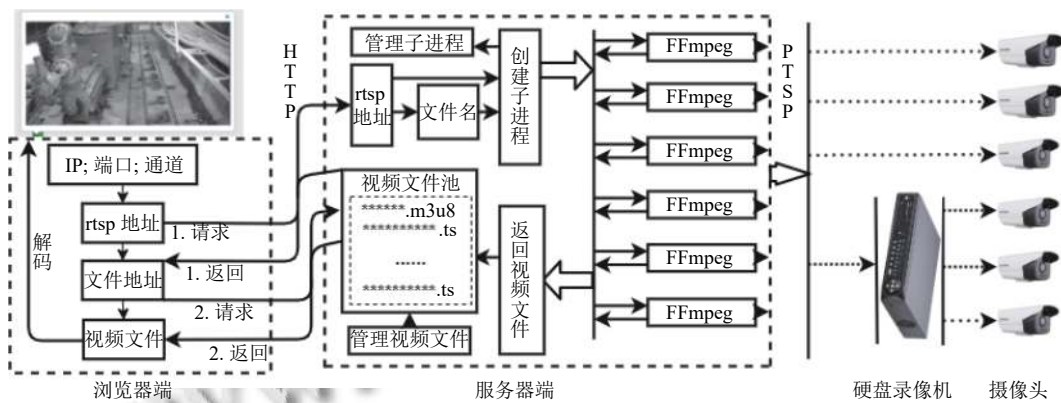 IP; 端口; 通道
rtsp 地址
文件地址
视频文件
解码
1. 请求
1. 返回
2. 请求
2. 返回
浏览器端
HTTP
管理子进程
rtsp
地址
文件名
创建子进程
视频文件池
******.m3u8
**********.ts
......
**********.ts
管理视频文件
返回视频文件
FFmpeg
FFmpeg
FFmpeg
FFmpeg
FFmpeg
FFmpeg
服务器端
PTSP
硬盘录像机
摄像头